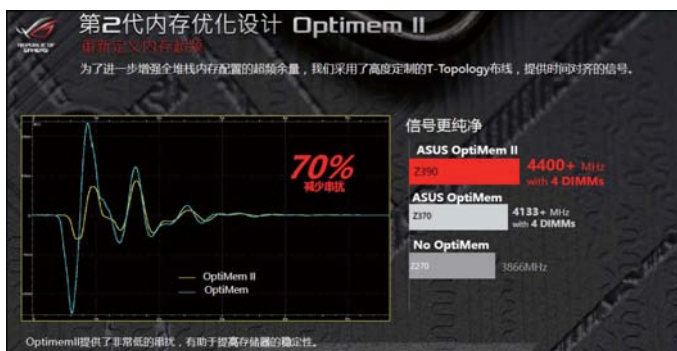 第2代内存优化设计 Optimem II
REPUBLIC OF
GAMERS
重新定义内存超频
为了进一步增强全堆栈内存配置的超频余量，我们采用了高度定制的T-Topology布线，提供时间对齐的信号。
70%
减少串扰
OptiMem II
OptiMem
信号更纯净
ASUS OptiMem II
Z390
4400+ MHz
with 4 DIMMs
ASUS OptiMem
Z370
4133+ MHz
with 4 DIMMs
No OptiMem
Z270
3866MHz
OptimemII提供了非常低的串扰，有助于提高存储器的稳定性。